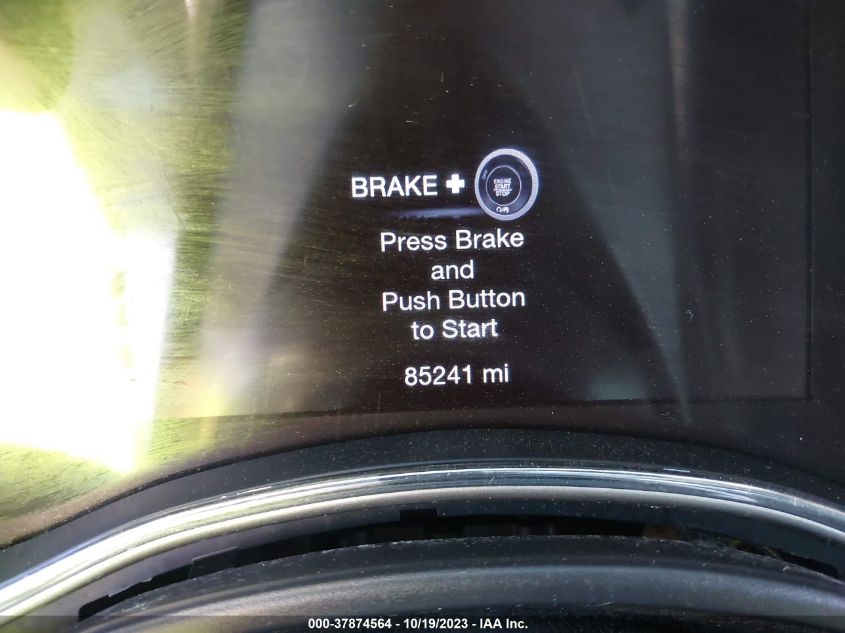 BRAKE +
ENGINE
START
STOP
Press Brake
and
Push Button
to Start
85241 mi
000-37874564 - 10/19/2023 - IAA Inc.